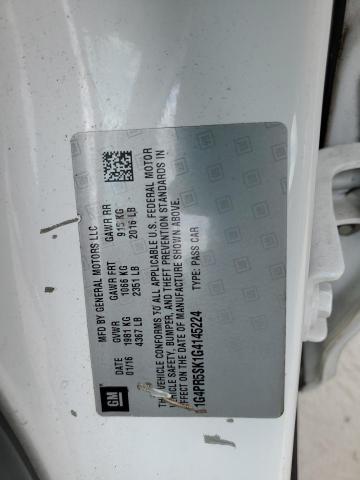 GM
MFD BY GENERAL MOTORS LLC
DATE GVWR GAWR FRT GAWR RR
01/16 1981 KG 1066 KG 915 KG
4367 LB 2351 LB 2016 LB
THIS VEHICLE CONFORMS TO ALL APPLICABLE U.S. FEDERAL MOTOR
VEHICLE SAFETY, BUMPER, AND THEFT PREVENTION STANDARDS IN
EFFECT ON THE DATE OF MANUFACTURE SHOWN ABOVE.
TYPE: PASS CAR
1G4PR5SK1G4145224